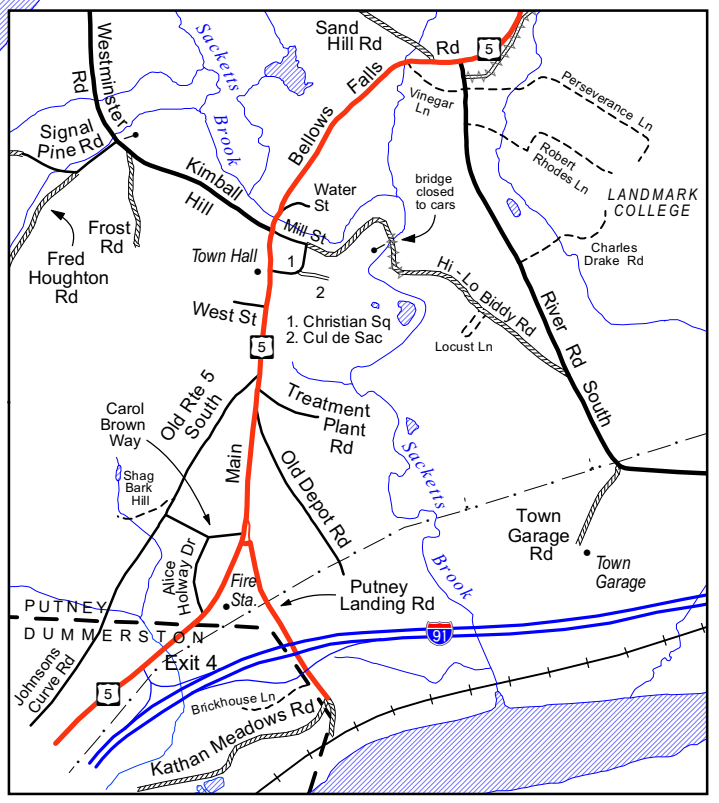 Sand
Hill Rd
Rd
5
Westminster
Rd
Sacketts
Brook
Bellows Falls
Vinegar
Ln
Perseverance Ln
Robert
Rhodes Ln
Signal
Pine Rd
Kimball
Hill
Water
St
bridge
closed
to cars
LANDMARK
COLLEGE
Frost
Rd
Fred
Houghton
Rd
Mill St
Town Hall
1
2
Charles
Drake Rd
Hi-Lo Biddy Rd
West St
1. Christian Sq
2. Cul de Sac
Locust Ln
River Rd South
5
Old Rte 5
South
Treatment
Plant
Rd
Carol
Brown
Way
Main
Old Depot Rd
Sacketts
Brook
Shag
Bark
Hill
Town
Garage
Rd
Town
Garage
Alice
Holway Dr
Fire
Sta.
Putney
Landing Rd
PUTNEY
DUMMERSTON
91
Exit 4
Johnsons
Curve Rd
5
Brickhouse Ln
Kathan Meadows Rd